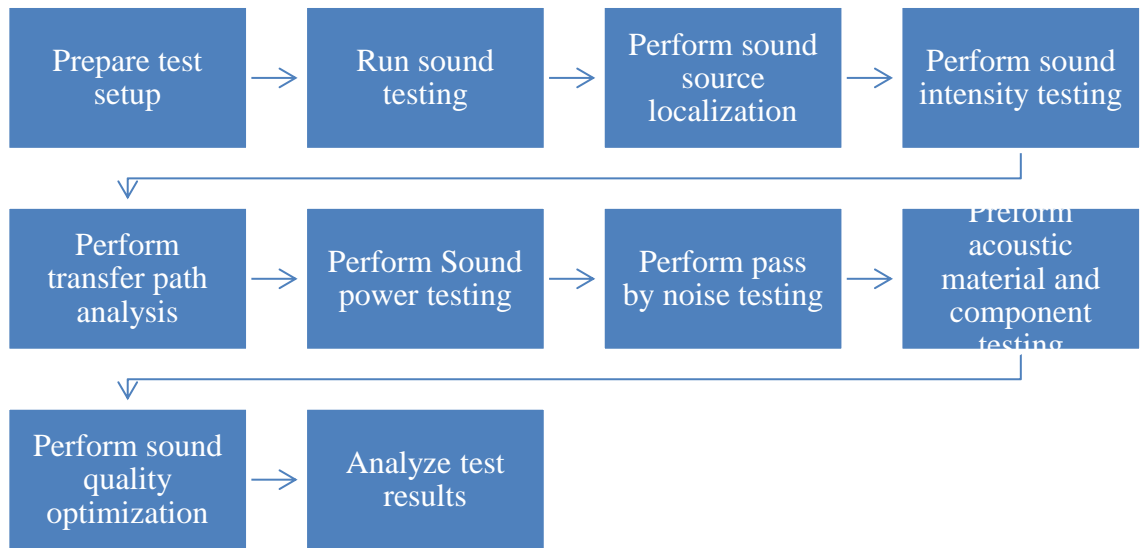 Prepare test
setup
Run sound
testing
Perform sound
source
localization
Perform sound
intensity testing
Perform
transfer path
analysis
Perform Sound
power testing
Perform pass
by noise testing
Preform
acoustic
material and
component
testing
Perform sound
quality
optimization
Analyze test
results